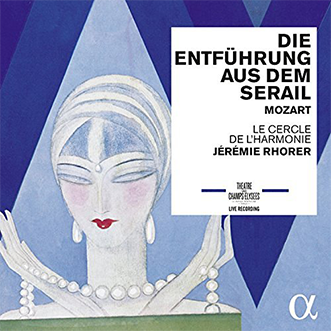 DIE
ENTFÜHRUNG
AUS DEM
SERAIL
MOZART
LE CERCLE
DE L'HARMONIE
JÉRÉMIE RHORER
THEATRE
CHAMPS-ELYSEES
LIVE RECORDING
α